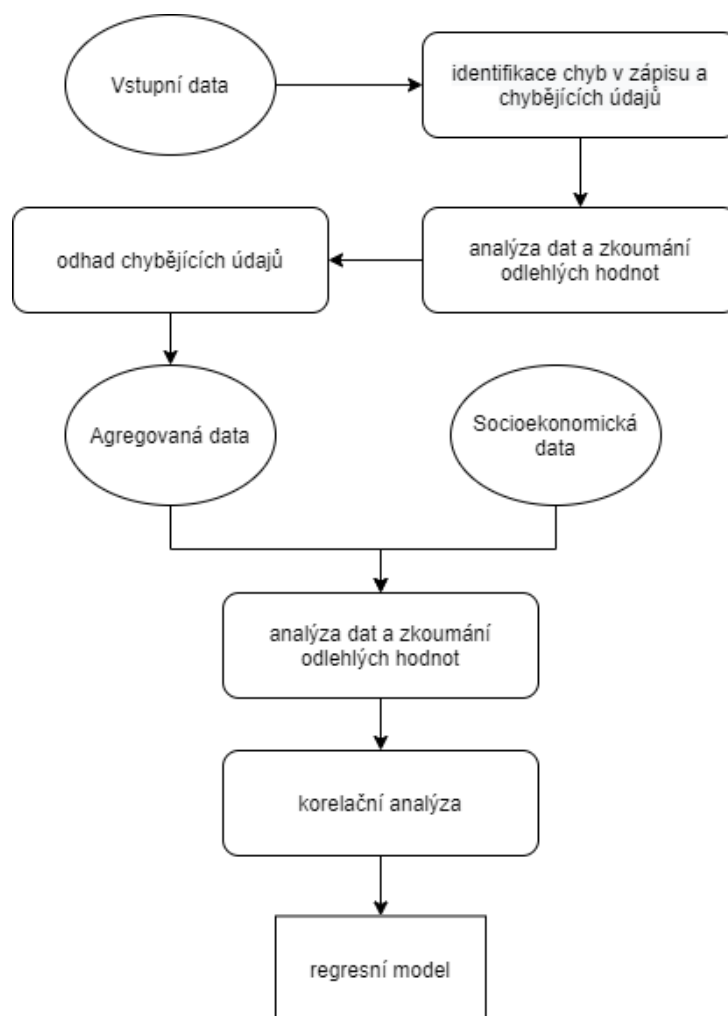 Vstupní data
identifikace chyb v zápisu a
chybějících údajů
analýza dat a zkoumání
odlehlých hodnot
odhad chybějících údajů
Agregovaná data
Socioekonomická
data
analýza dat a zkoumání
odlehlých hodnot
korelační analýza
regresní model